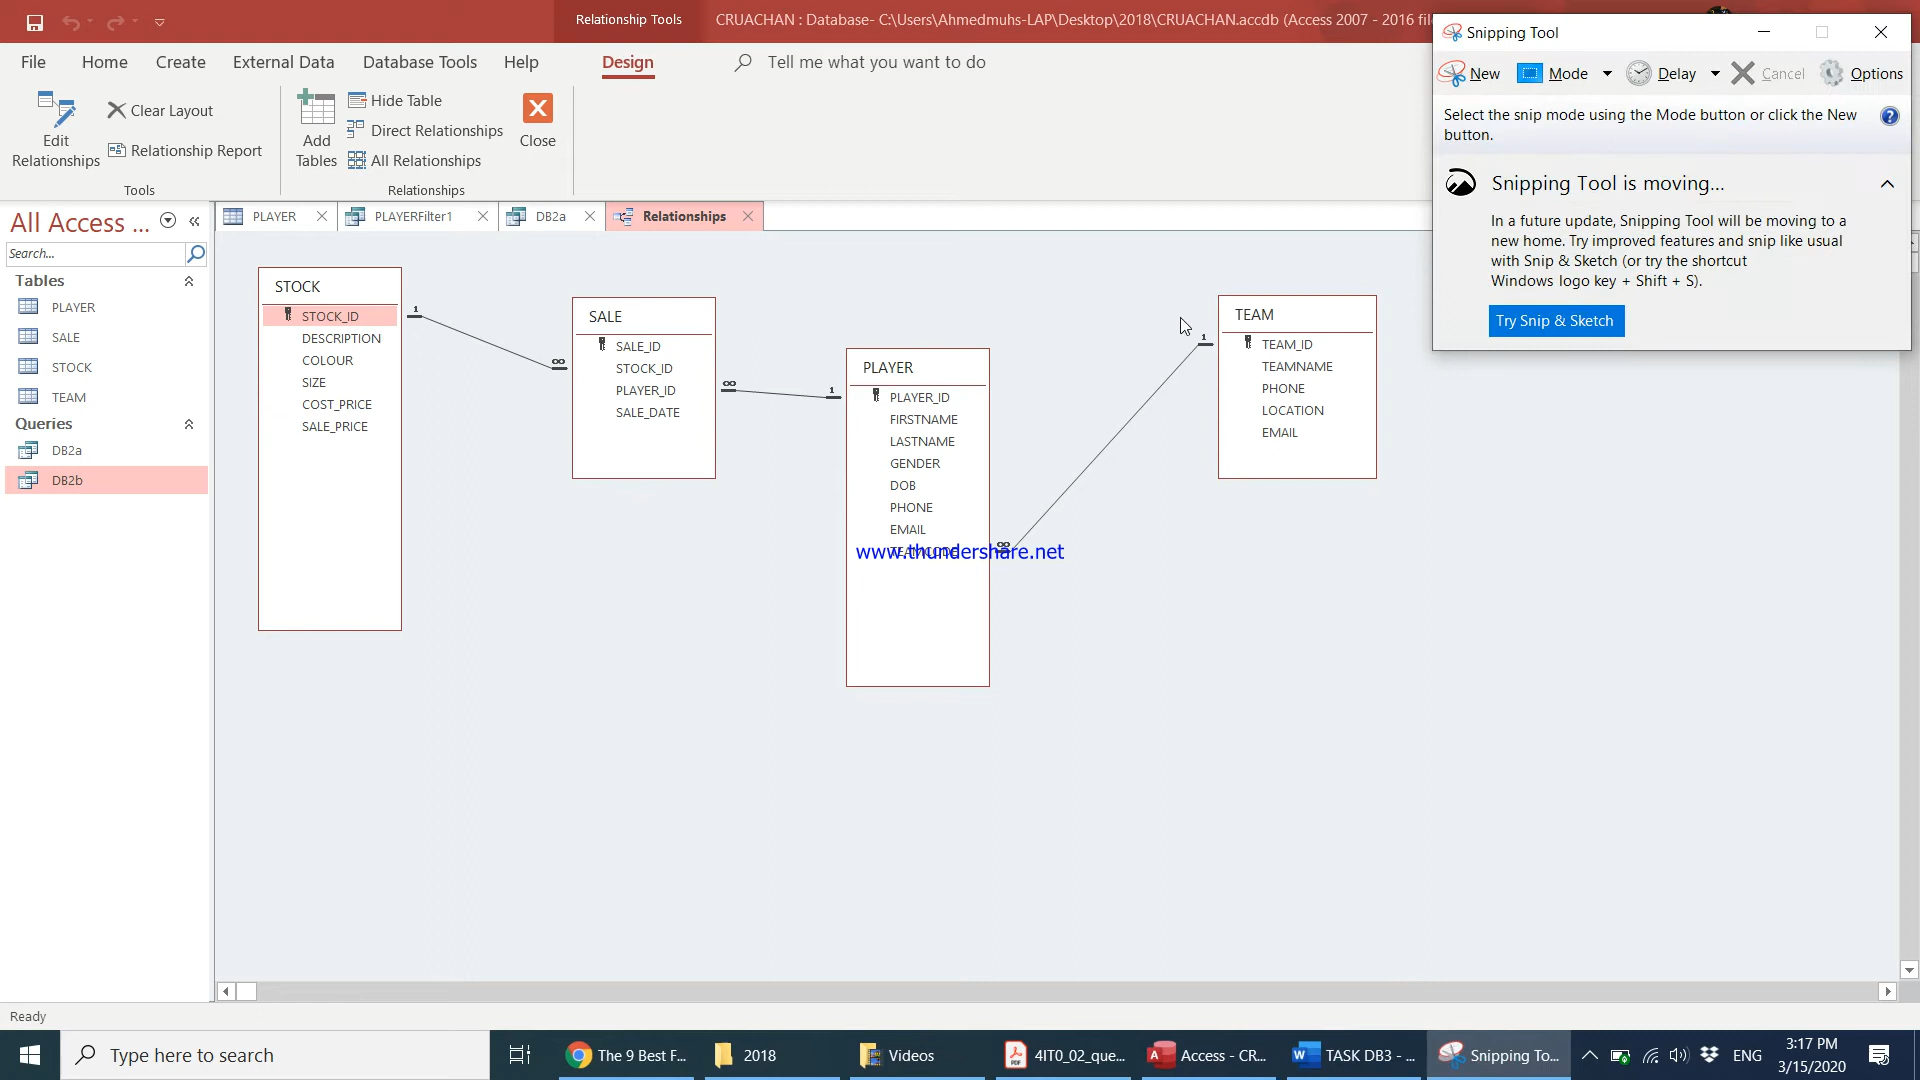 Relationship Tools
CRUACHAN : Database- C:\Users\Ahmedmuhs-LAP\Desktop\2018\CRUACHAN.accdb (Access 2007 - 2016 fil
File
Home
Create
External Data
Database Tools
Help
Design
Tell me what you want to do
Edit
Relationships
Clear Layout
Relationship Report
Tools
Add
Tables
Hide Table
Direct Relationships
All Relationships
Close
Relationships
All Access ...
Search...
Tables
PLAYER
SALE
STOCK
TEAM
Queries
DB2a
DB2b
PLAYER
PLAYERFilter1
DB2a
Relationships
STOCK
STOCK_ID
DESCRIPTION
COLOUR
SIZE
COST_PRICE
SALE_PRICE
1
∞
SALE
SALE_ID
STOCK_ID
PLAYER_ID
SALE_DATE
∞
1
PLAYER
PLAYER_ID
FIRSTNAME
LASTNAME
GENDER
DOB
PHONE
EMAIL
www.thundershare.net
∞
1
TEAM
TEAM_ID
TEAMNAME
PHONE
LOCATION
EMAIL
Snipping Tool
New
Mode
Delay
Cancel
Options
Select the snip mode using the Mode button or click the New
button.
?
Snipping Tool is moving...
In a future update, Snipping Tool will be moving to a
new home. Try improved features and snip like usual
with Snip & Sketch (or try the shortcut
Windows logo key + Shift + S).
Try Snip & Sketch
Ready
Type here to search
The 9 Best F...
2018
Videos
4IT0_02_que...
Access - CR...
TASK DB3 - ...
Snipping To...
ENG
3:17 PM
3/15/2020